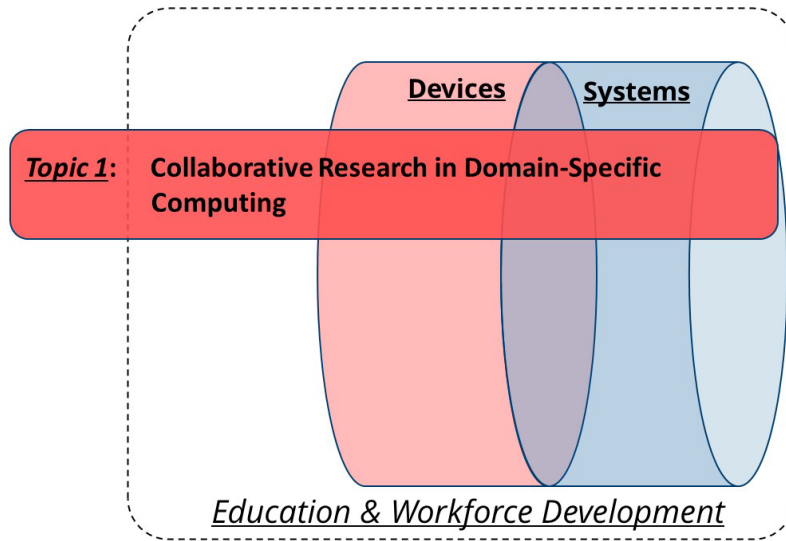 Devices Systems
Topic 1: Collaborative Research in Domain-Specific
Computing
Education & Workforce Development